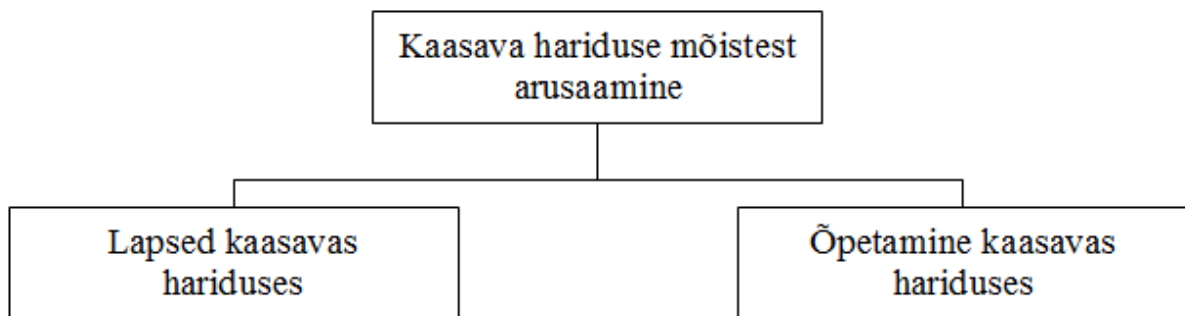 Kaasava hariduse mõistest
arusaamine
Lapsed kaasavas
hariduses
Õpetamine kaasavas
hariduses